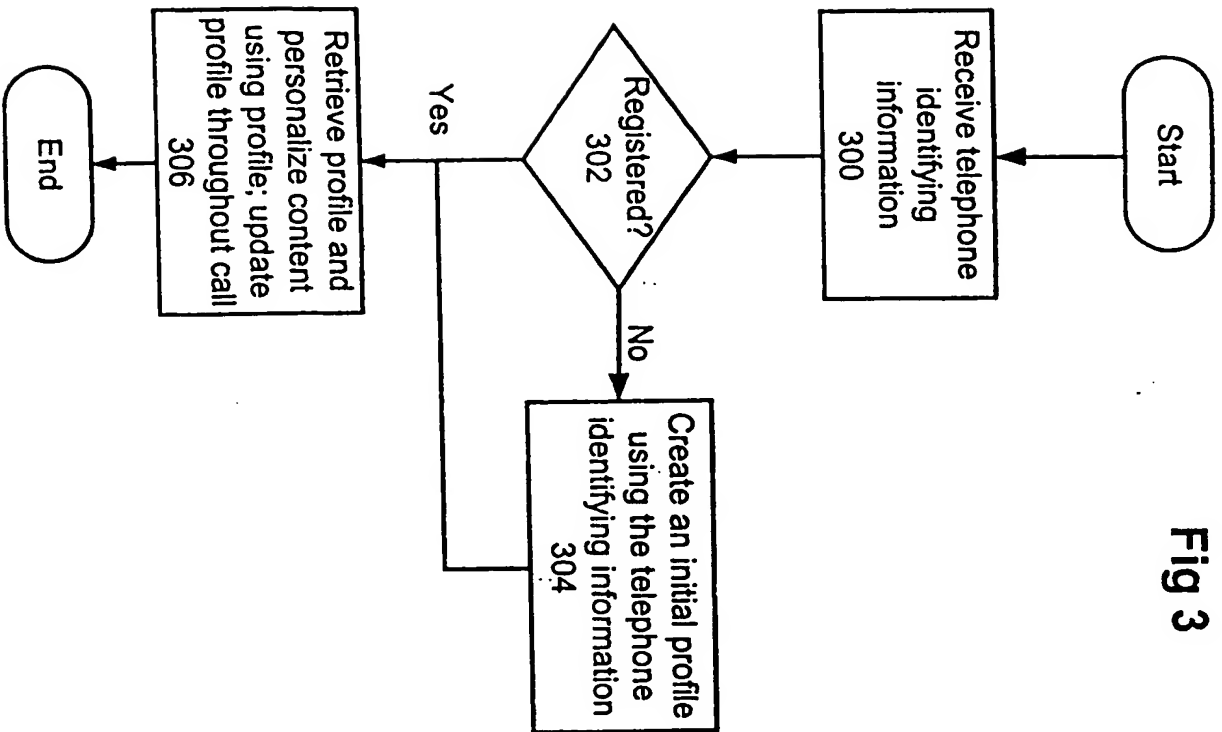 Fig 3
Start
Receive telephone
identifying
information
300
Registered?
302
No
Create an initial profile
using the telephone
identifying information
304
Yes
Retrieve profile and
personalize content
using profile; update
profile throughout call
306
End